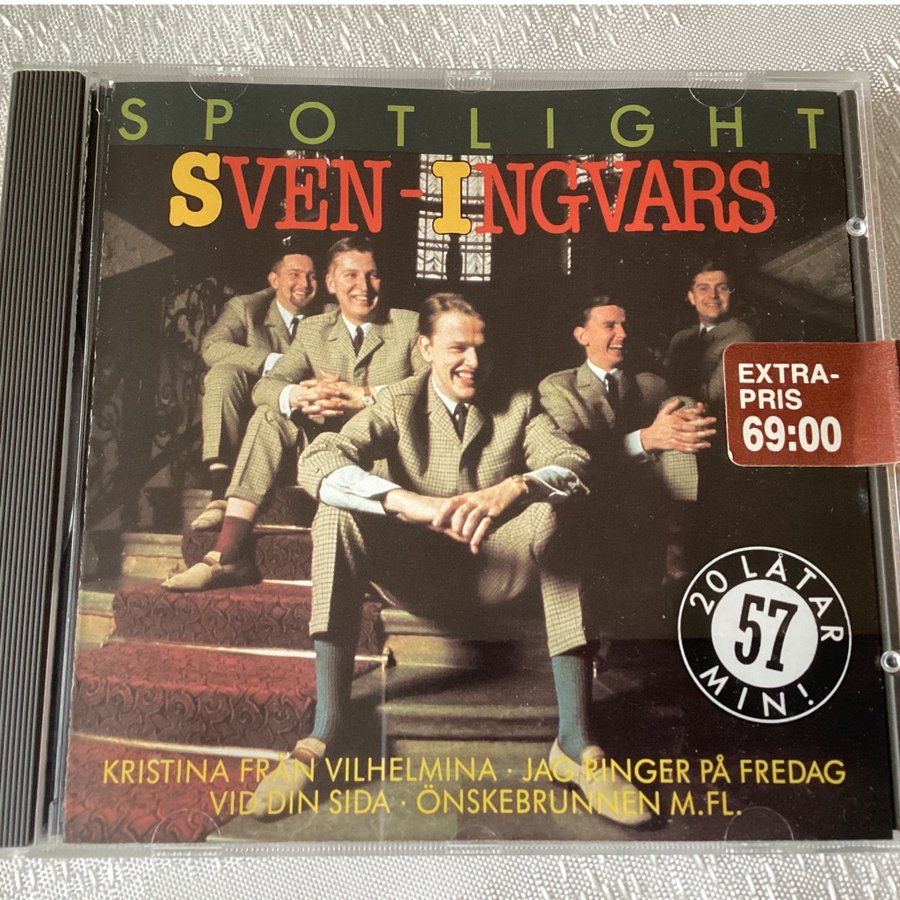 SPOTLIGHT
SVEN-INGVARS
EXTRA-
PRIS
69:00
20 LÅTAR
57
MIN!
KRISTINA FRÅN VILHELMINA · JAG RINGER PÅ FREDAG
VID DIN SIDA · ÖNSKEBRUNNEN M.FL.